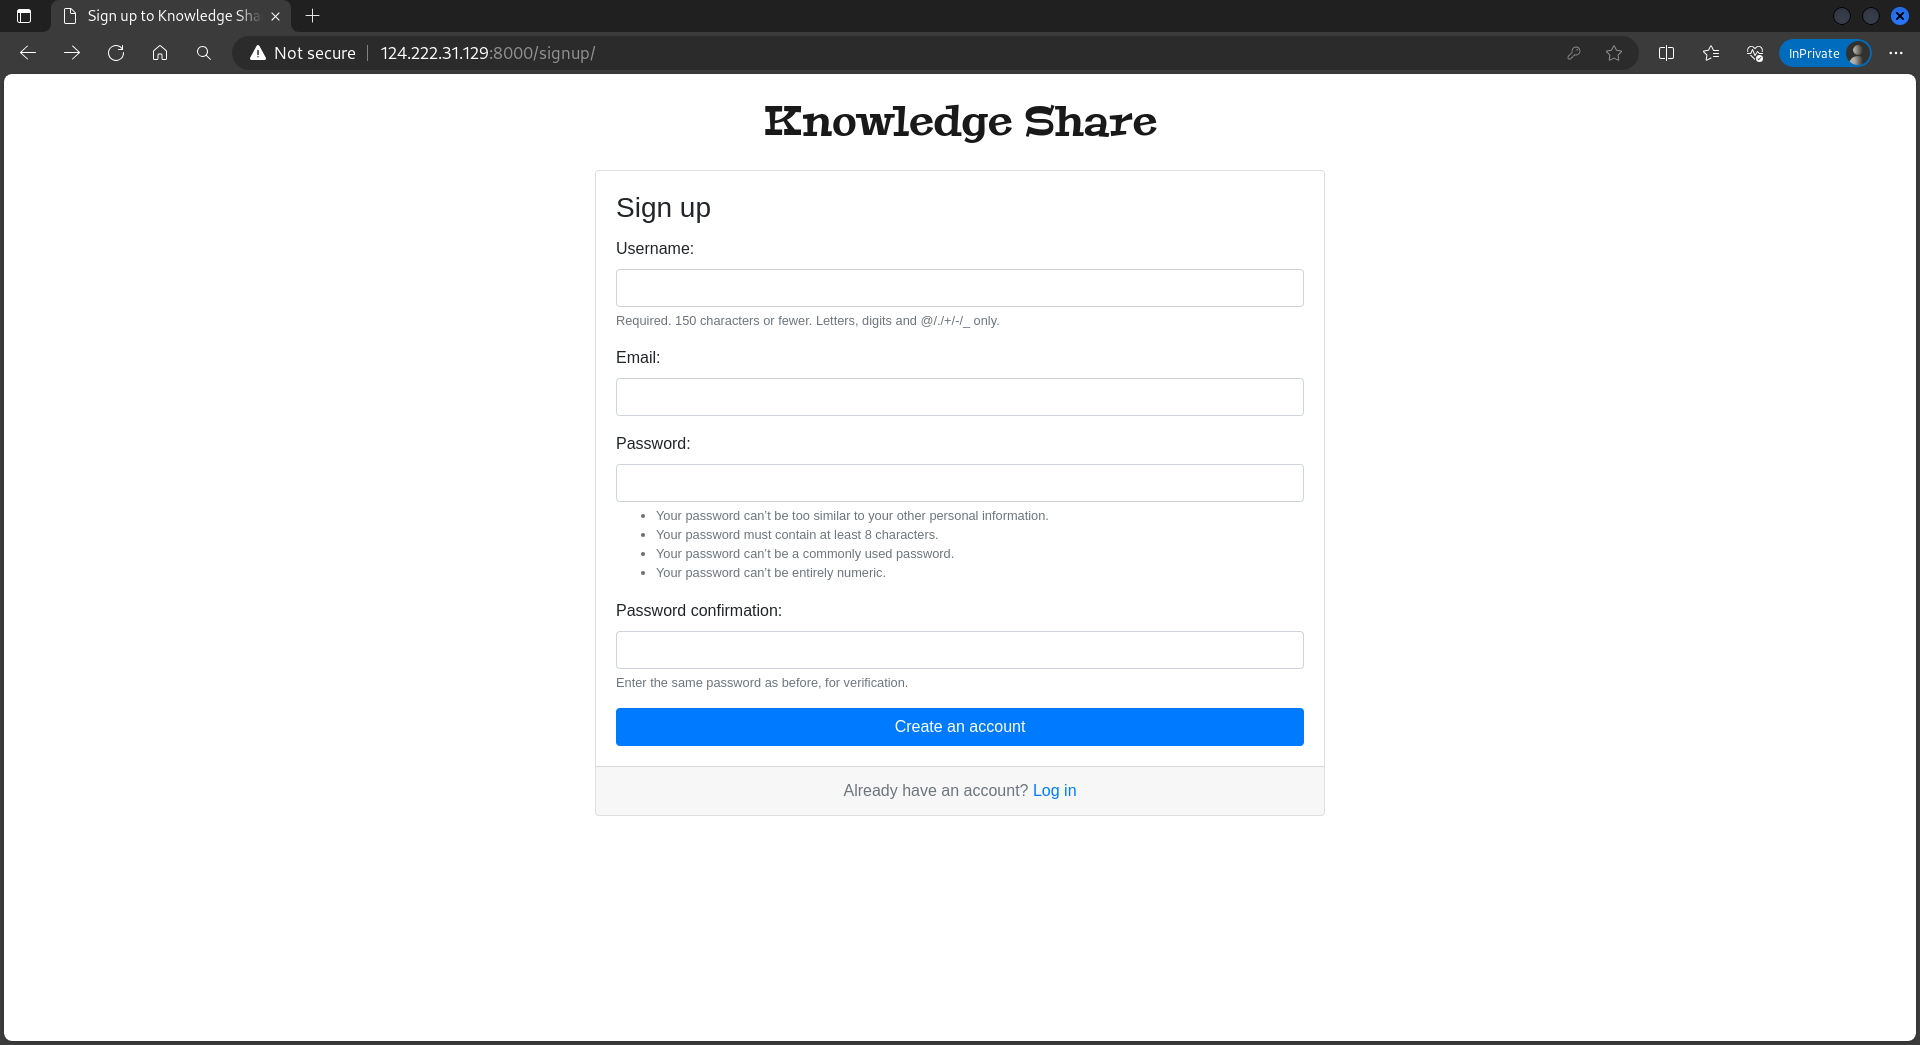 Sign up to Knowledge Sha
Not secure
124.222.31.129:8000/signup/
InPrivate
Knowledge Share
Sign up
Username:
Required. 150 characters or fewer. Letters, digits and @/./+/-/_ only.
Email:
Password:
Your password can’t be too similar to your other personal information.
Your password must contain at least 8 characters.
Your password can’t be a commonly used password.
Your password can’t be entirely numeric.
Password confirmation:
Enter the same password as before, for verification.
Create an account
Already have an account? Log in